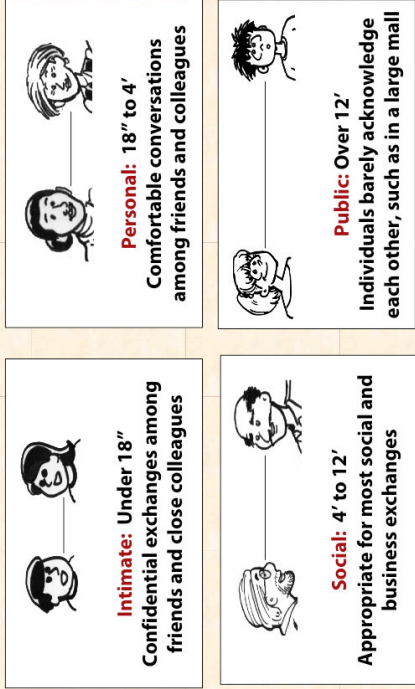 Intimate: Under 18″
Confidential exchanges among
friends and close colleagues
Personal: 18″ to 4′
Comfortable conversations
among friends and colleagues
Social: 4′ to 12′
Appropriate for most social and
business exchanges
Public: Over 12′
Individuals barely acknowledge
each other, such as in a large mall